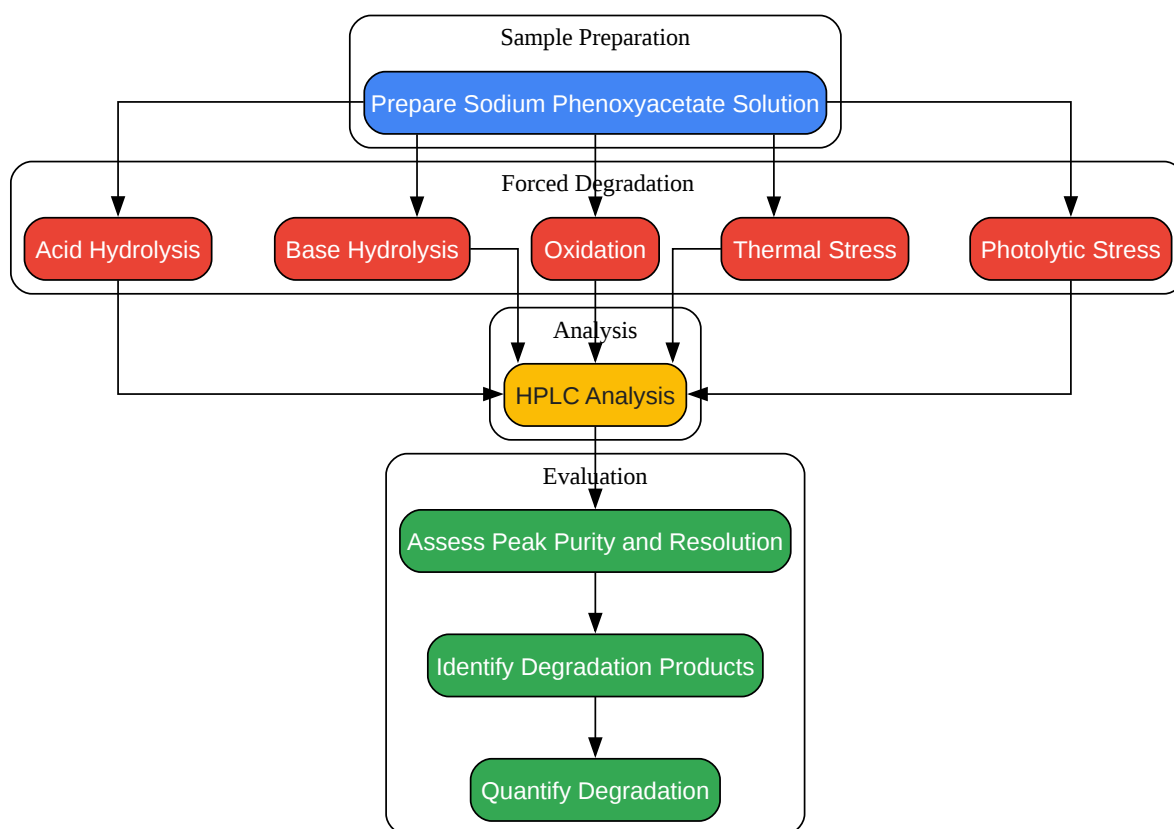 Sample Preparation
Prepare Sodium Phenoxyacetate Solution
Forced Degradation
Acid Hydrolysis
Base Hydrolysis
Oxidation
Thermal Stress
Photolytic Stress
Analysis
HPLC Analysis
Evaluation
Assess Peak Purity and Resolution
Identify Degradation Products
Quantify Degradation